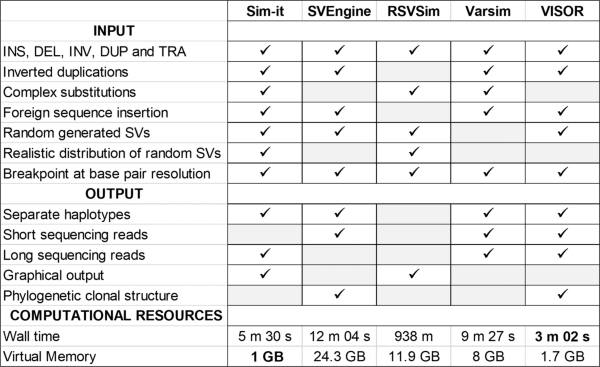 Sim-it SVEngine RSVSim Varsim VISOR
INPUT
INS, DEL, INV, DUP and TRA ✓ ✓ ✓ ✓ ✓
Inverted duplications ✓ ✓ ✓ ✓
Complex substitutions ✓ ✓ ✓
Foreign sequence insertion ✓ ✓ ✓ ✓
Random generated SVs ✓ ✓ ✓ ✓
Realistic distribution of random SVs ✓ ✓
Breakpoint at base pair resolution ✓ ✓ ✓ ✓ ✓
OUTPUT
Separate haplotypes ✓ ✓ ✓ ✓
Short sequencing reads ✓ ✓ ✓
Long sequencing reads ✓ ✓ ✓
Graphical output ✓ ✓
Phylogenetic clonal structure ✓ ✓
COMPUTATIONAL RESOURCES
Wall time 5 m 30 s 12 m 04 s 938 m 9 m 27 s 3 m 02 s
Virtual Memory 1 GB 24.3 GB 11.9 GB 8 GB 1.7 GB